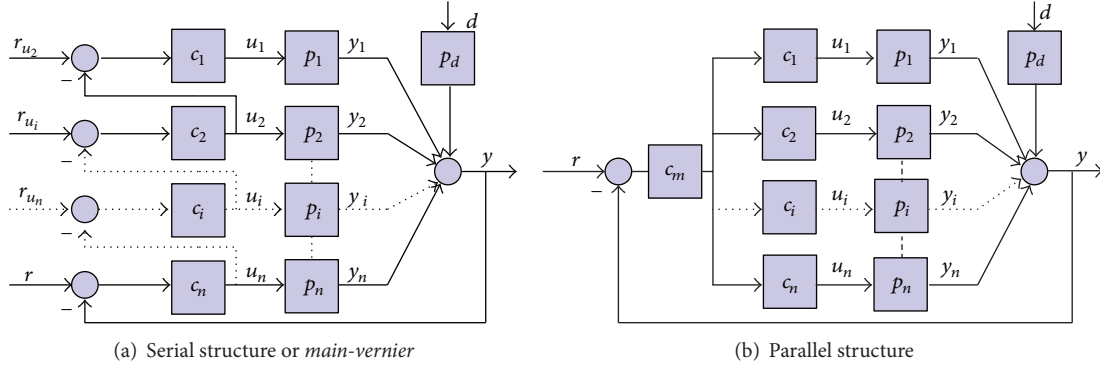 d
r_{u_2} c_1 u_1 p_1 y_1 p_d
−
r_{u_i} c_2 u_2 p_2 y_2
−
y
r_{u_n} c_i u_i p_i y_i
−
r c_n u_n p_n y_n
−
(a) Serial structure or main-vernier
d
c_1 u_1 p_1 y_1 p_d
c_2 u_2 p_2 y_2
r c_m y
−
c_i u_i p_i y_i
c_n u_n p_n y_n
(b) Parallel structure